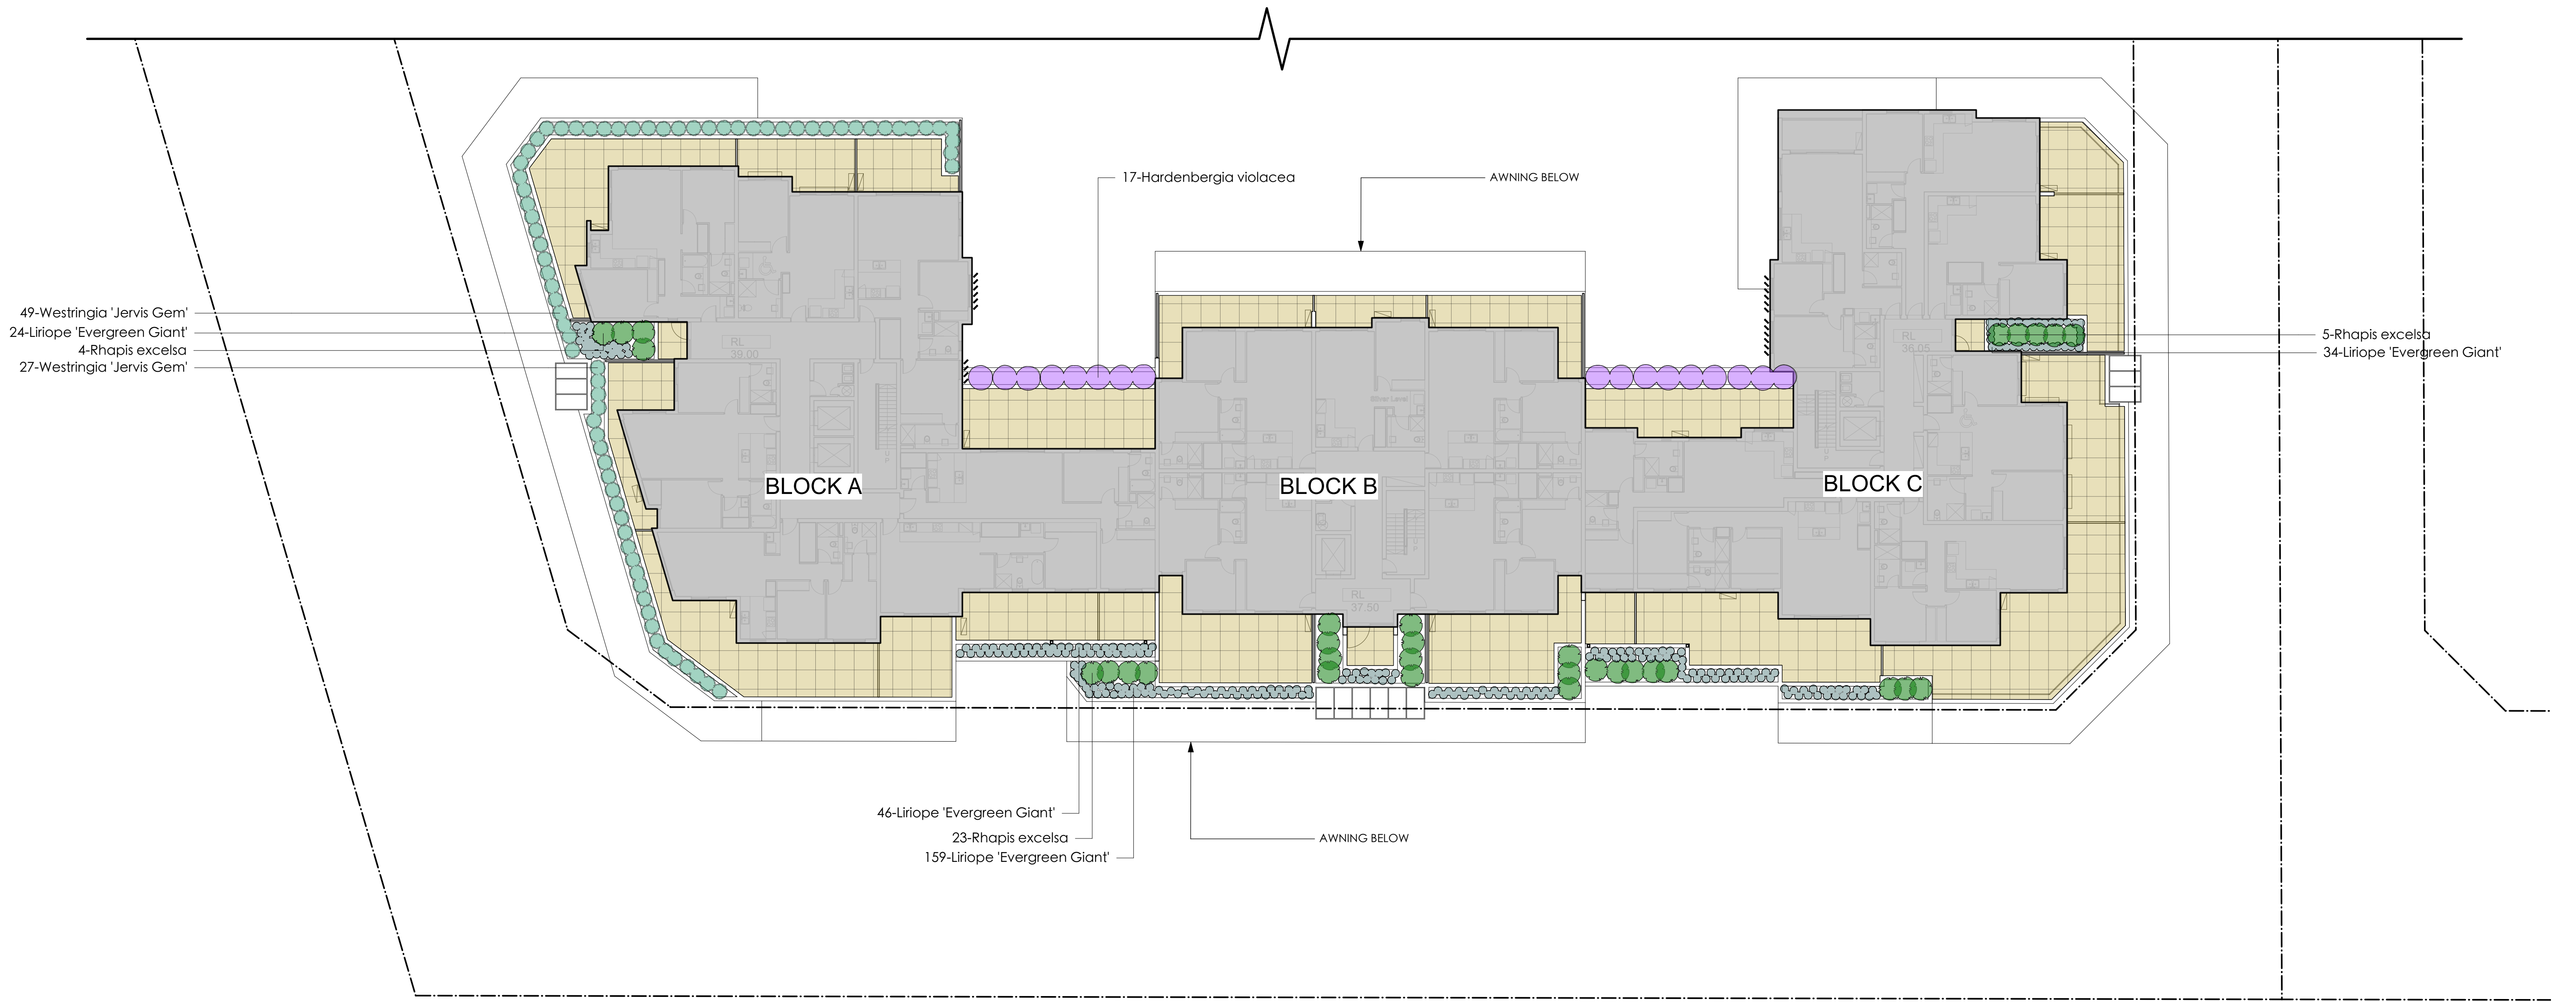 17-Hardenbergia violacea
AWNING BELOW
49-Westringia 'Jervis Gem'
24-Liriope 'Evergreen Giant'
4-Rhapis excelsa
27-Westringia 'Jervis Gem'
RL
39.00
RL
36.05
5-Rhapis excelsa
34-Liriope 'Evergreen Giant'
Silver Level
BLOCK A
BLOCK B
BLOCK C
RL
37.50
46-Liriope 'Evergreen Giant'
23-Rhapis excelsa
159-Liriope 'Evergreen Giant'
AWNING BELOW